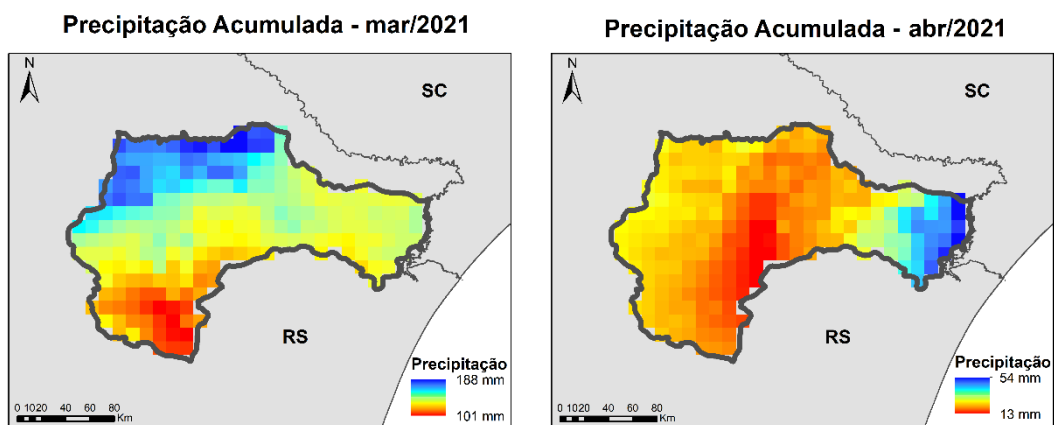 Precipitação Acumulada - mar/2021
N
SC
RS
Precipitação
188 mm
101 mm
0 1020 40 60 80
Km
Precipitação Acumulada - abr/2021
N
SC
RS
Precipitação
54 mm
13 mm
0 1020 40 60 80
Km